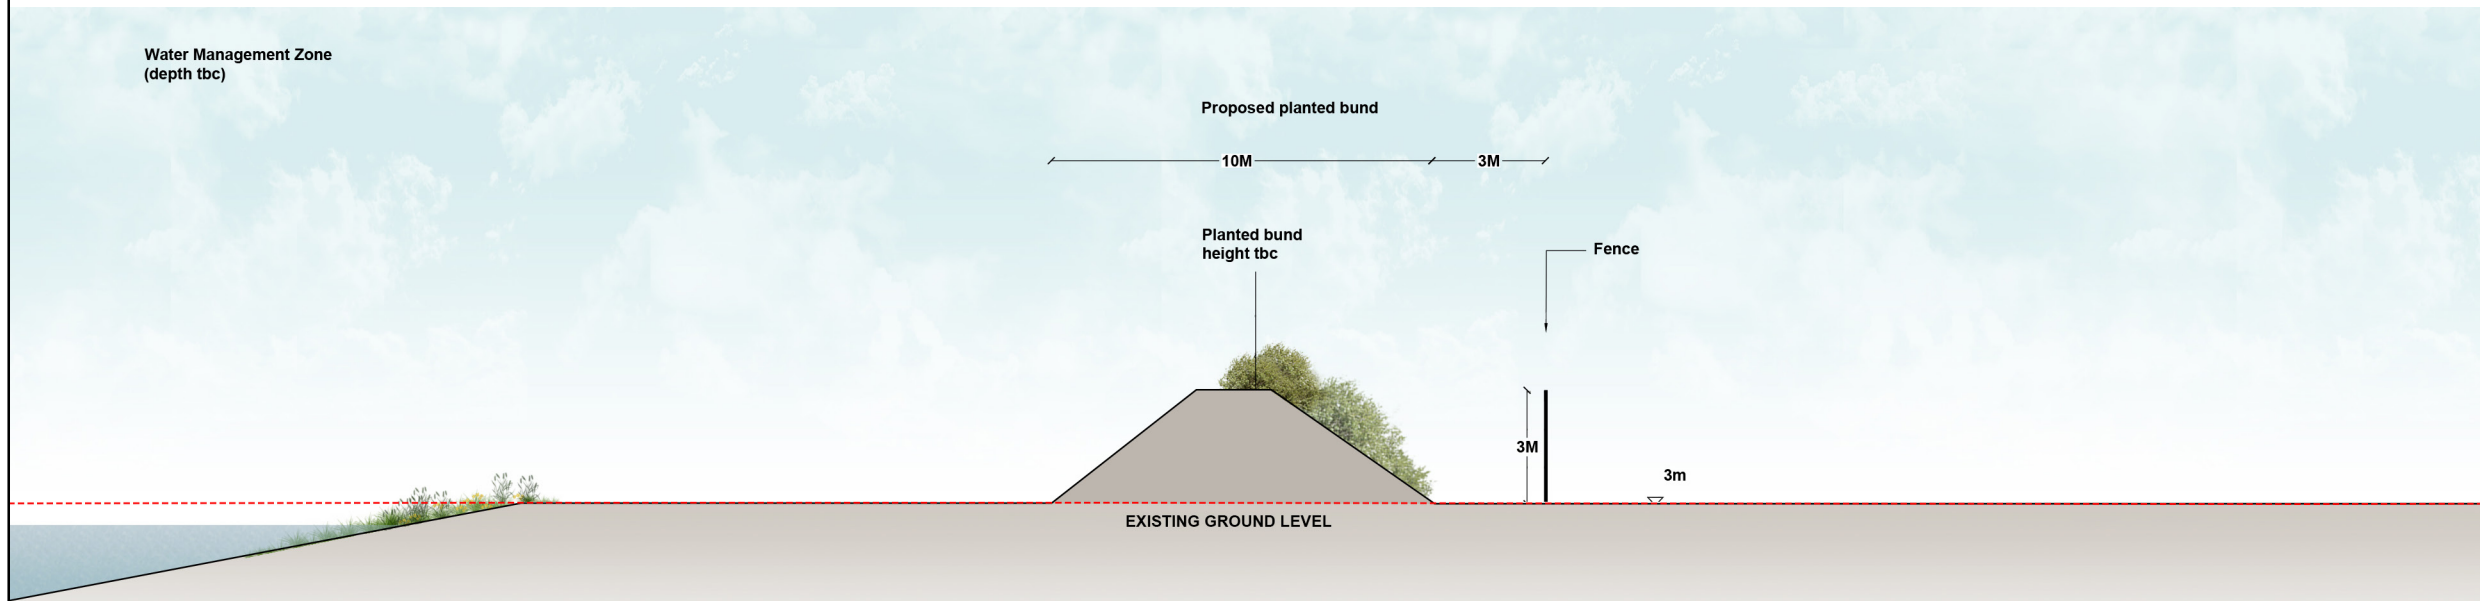 Water Management Zone
(depth tbc)
Proposed planted bund
10M
3M
Planted bund
height tbc
Fence
3M
3m
EXISTING GROUND LEVEL